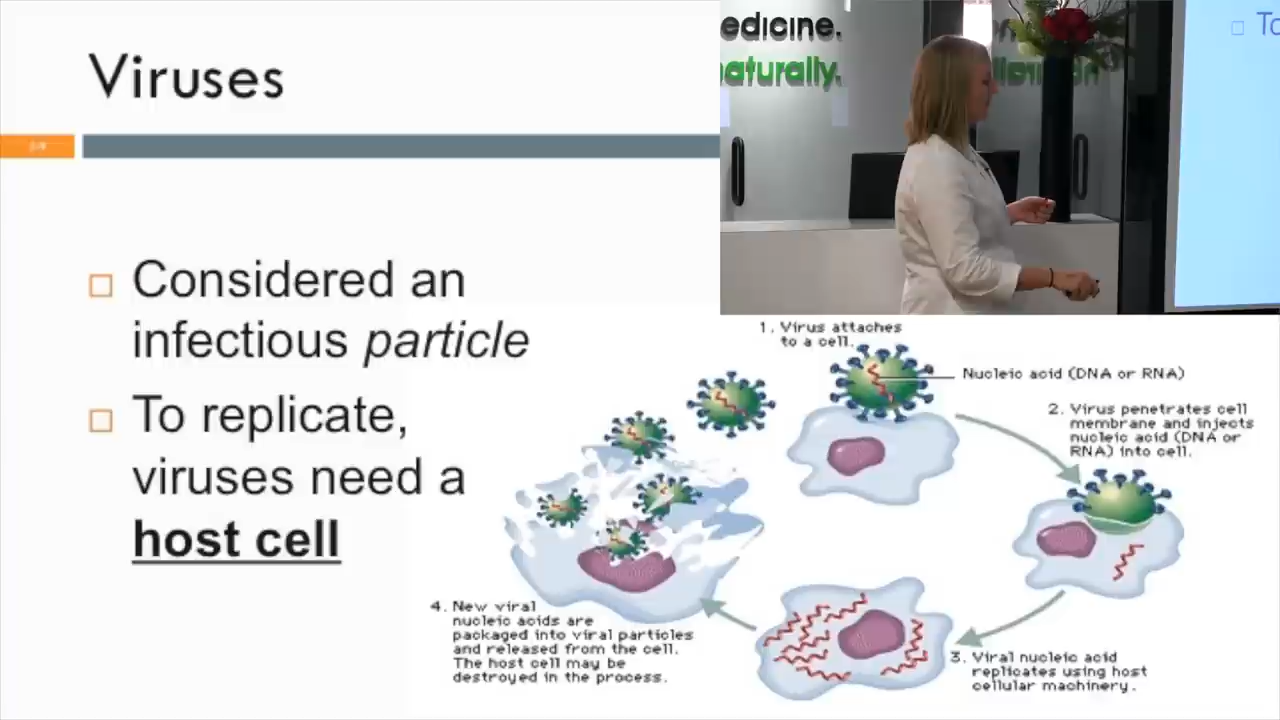 Viruses
Considered an
infectious particle
To replicate,
viruses need a
host cell
edicine.
naturally.
To
1. Virus attaches
to a cell.
Nucleic acid (DNA or RNA)
2. Virus penetrates cell
membrane and injects
nucleic acid (DNA or
RNA) into cell.
3. Viral nucleic acid
replicates using host
cellular machinery.
4. New viral
nucleic acids are
packaged into viral particles
and released from the cell.
The host cell may be
destroyed in the process.